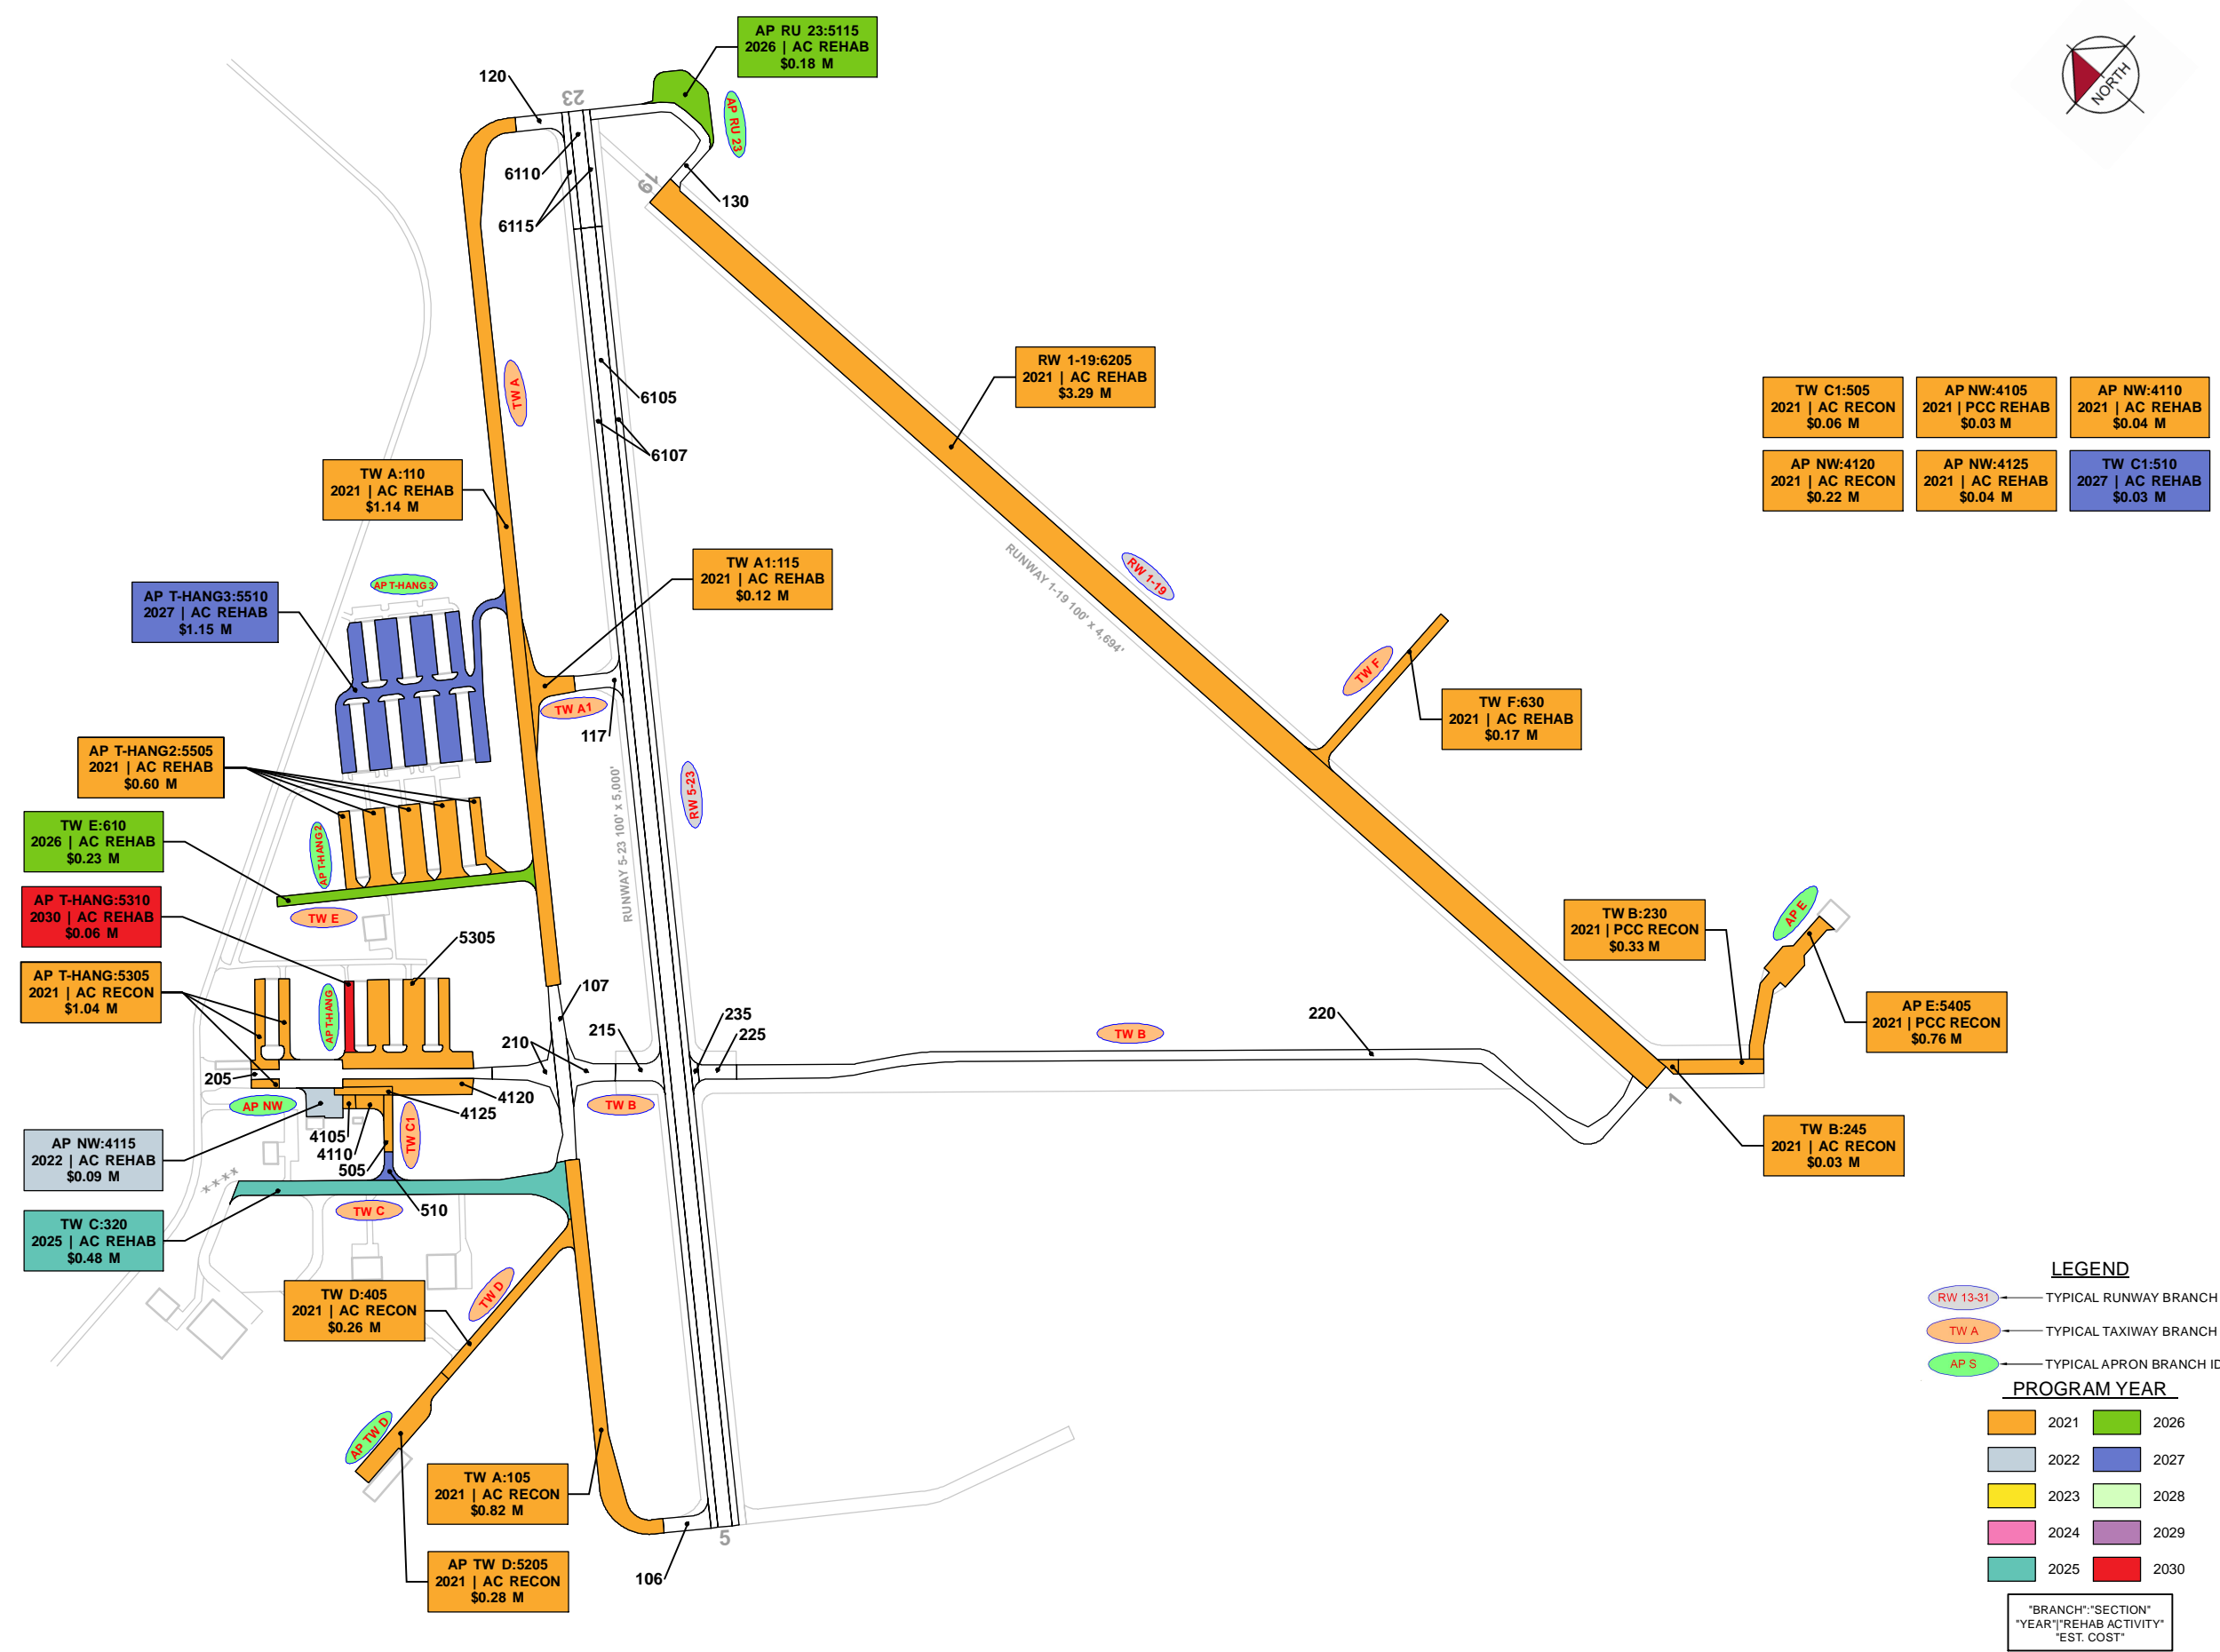 AP RU 23:5115
2026 | AC REHAB
$0.18 M
NORTH
120
23
AP RU 23
6110
19
130
6115
RW 1-19:6205
2021 | AC REHAB
$3.29 M
TW A
6105
6107
TW C1:505
2021 | AC RECON
$0.06 M
AP NW:4105
2021 | PCC REHAB
$0.03 M
AP NW:4110
2021 | AC REHAB
$0.04 M
AP NW:4120
2021 | AC RECON
$0.22 M
AP NW:4125
2021 | AC REHAB
$0.04 M
TW C1:510
2027 | AC REHAB
$0.03 M
TW A:110
2021 | AC REHAB
$1.14 M
TW A1:115
2021 | AC REHAB
$0.12 M
RUNWAY 1-19 100' x 4,694'
RW 1-19
AP T-HANG 3
AP T-HANG3:5510
2027 | AC REHAB
$1.15 M
TW A1
117
TW F
TW F:630
2021 | AC REHAB
$0.17 M
AP T-HANG2:5505
2021 | AC REHAB
$0.60 M
RUNWAY 5-23 100' x 5,000'
RW 5-23
TW E:610
2026 | AC REHAB
$0.23 M
AP T-HANG2
TW E
AP T-HANG:5310
2030 | AC REHAB
$0.06 M
5305
TW B:230
2021 | PCC RECON
$0.33 M
AP E
AP T-HANG:5305
2021 | AC RECON
$1.04 M
AP T-HANG
107
210
215
235
225
TW B
220
AP E:5405
2021 | PCC RECON
$0.76 M
205
AP NW
4120
4125
TW B
1
4105
4110
505
TW C1
AP NW:4115
2022 | AC REHAB
$0.09 M
TW B:245
2021 | AC RECON
$0.03 M
TW C
510
TW C:320
2025 | AC REHAB
$0.48 M
TW D:405
2021 | AC RECON
$0.26 M
TW D
AP TW D
TW A:105
2021 | AC RECON
$0.82 M
AP TW D:5205
2021 | AC RECON
$0.28 M
106
5
LEGEND
RW 13-31 TYPICAL RUNWAY BRANCH
TW A TYPICAL TAXIWAY BRANCH
AP S TYPICAL APRON BRANCH ID
PROGRAM YEAR
2021 2026
2022 2027
2023 2028
2024 2029
2025 2030
"BRANCH":"SECTION"
"YEAR"|"REHAB ACTIVITY"
"EST. COST"